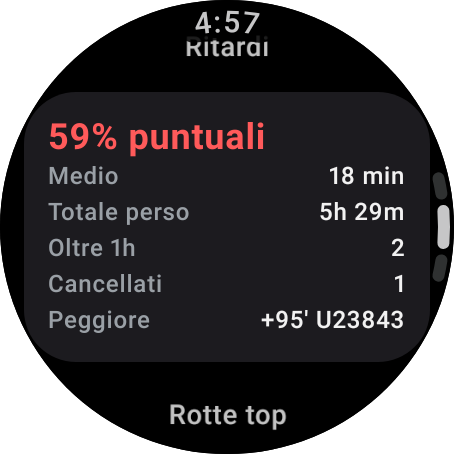 4:57
Ritardi
59% puntuali
Medio 18 min
Totale perso 5h 29m
Oltre 1h 2
Cancellati 1
Peggiore +95' U23843
Rotte top